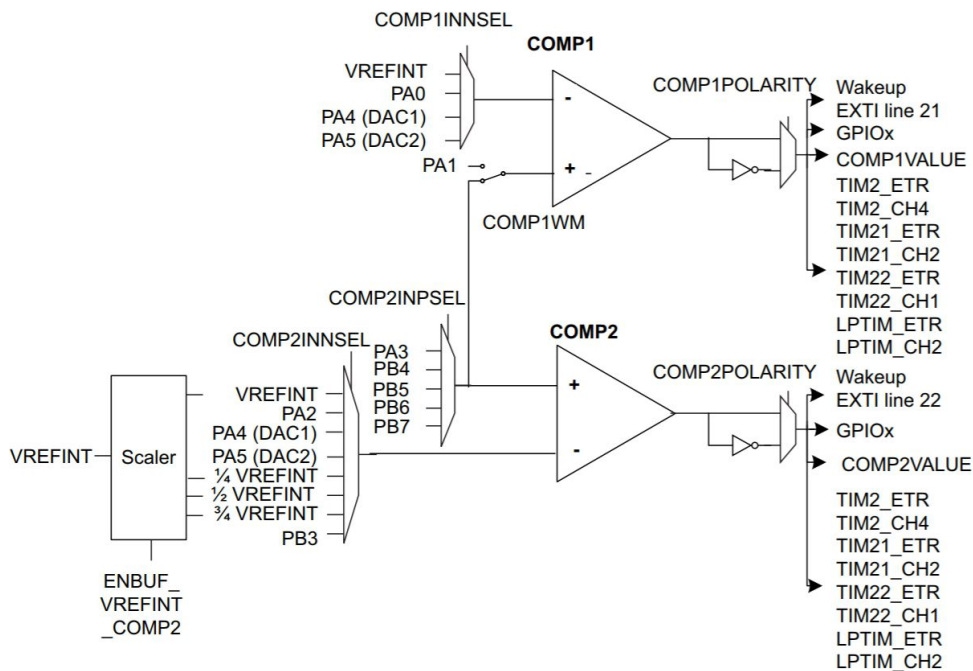 COMP1INNSEL
COMP1
VREFINT
PA0
PA4 (DAC1)
PA5 (DAC2)
PA1
-
+
-
COMP1WM
COMP1POLARITY
Wakeup
EXTI line 21
GPIOx
COMP1VALUE
TIM2_ETR
TIM2_CH4
TIM21_ETR
TIM21_CH2
TIM22_ETR
TIM22_CH1
LPTIM_ETR
LPTIM_CH2
COMP2INPSEL
COMP2INNSEL
PA3
PB4
PB5
PB6
PB7
COMP2
+
-
VREFINT
Scaler
ENBUF_
VREFINT
_COMP2
VREFINT
PA2
PA4 (DAC1)
PA5 (DAC2)
¼ VREFINT
½ VREFINT
¾ VREFINT
PB3
COMP2POLARITY
Wakeup
EXTI line 22
GPIOx
COMP2VALUE
TIM2_ETR
TIM2_CH4
TIM21_ETR
TIM21_CH2
TIM22_ETR
TIM22_CH1
LPTIM_ETR
LPTIM_CH2